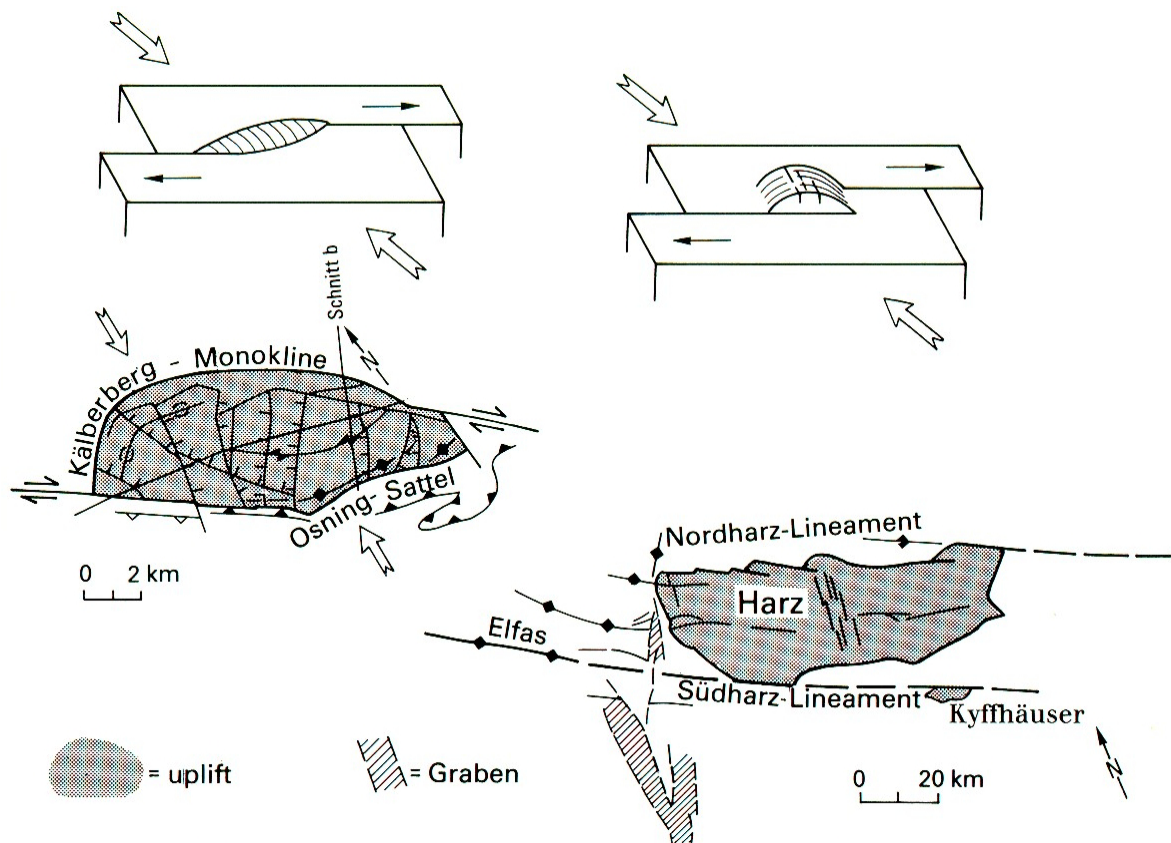 Schnitt b
N
Kälberberg - Monokline
Osning-Sattel
0 2 km
Nordharz-Lineament
Harz
Elfas
Südharz-Lineament
Kyffhäuser
N
= uplift
= Graben
0 20 km